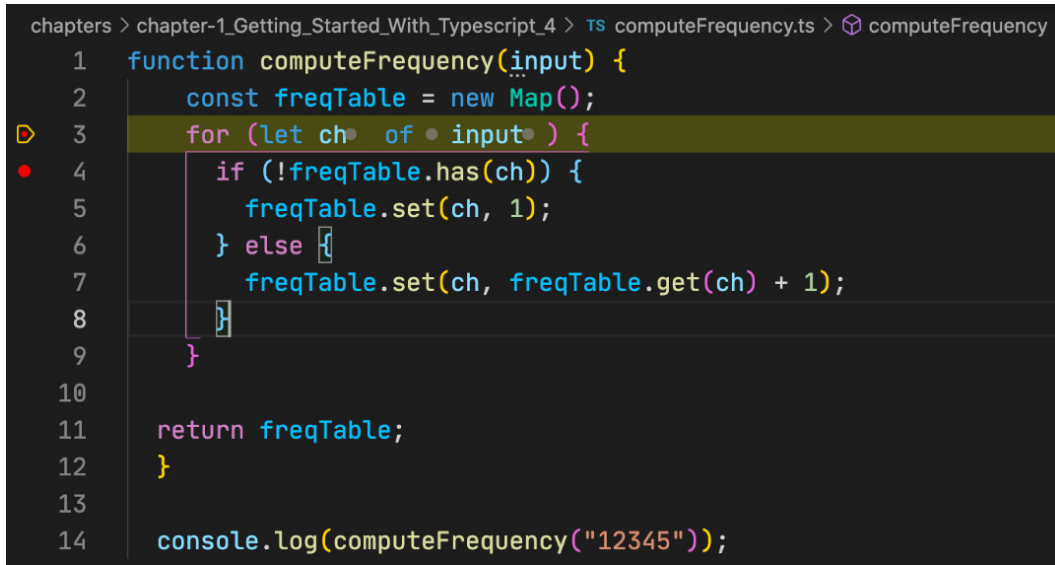 chapters > chapter-1_Getting_Started_With_Typescript_4 > TS computeFrequency.ts > computeFrequency
1 function computeFrequency(input) {
2 const freqTable = new Map();
3 for (let ch of input ) {
4 if (!freqTable.has(ch)) {
5 freqTable.set(ch, 1);
6 } else {
7 freqTable.set(ch, freqTable.get(ch) + 1);
8 }
9 }
10
11 return freqTable;
12 }
13
14 console.log(computeFrequency("12345"));